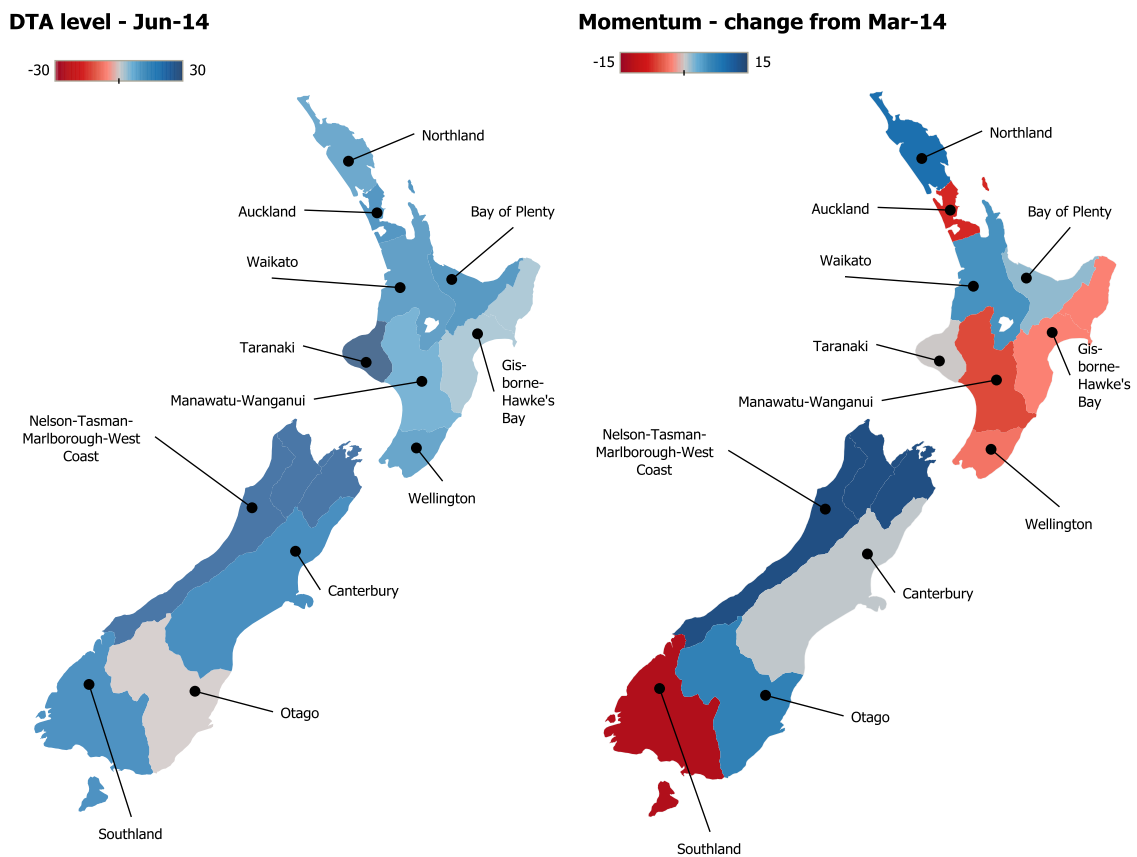 DTA level - Jun-14
-30
30
Northland
Auckland
Bay of Plenty
Waikato
Taranaki
Gis-
borne-
Hawke's
Bay
Manawatu-Wanganui
Nelson-Tasman-
Marlborough-West
Coast
Wellington
Canterbury
Otago
Southland
Momentum - change from Mar-14
-15
15
Northland
Auckland
Bay of Plenty
Waikato
Taranaki
Gis-
borne-
Hawke's
Bay
Manawatu-Wanganui
Nelson-Tasman-
Marlborough-West
Coast
Wellington
Canterbury
Otago
Southland